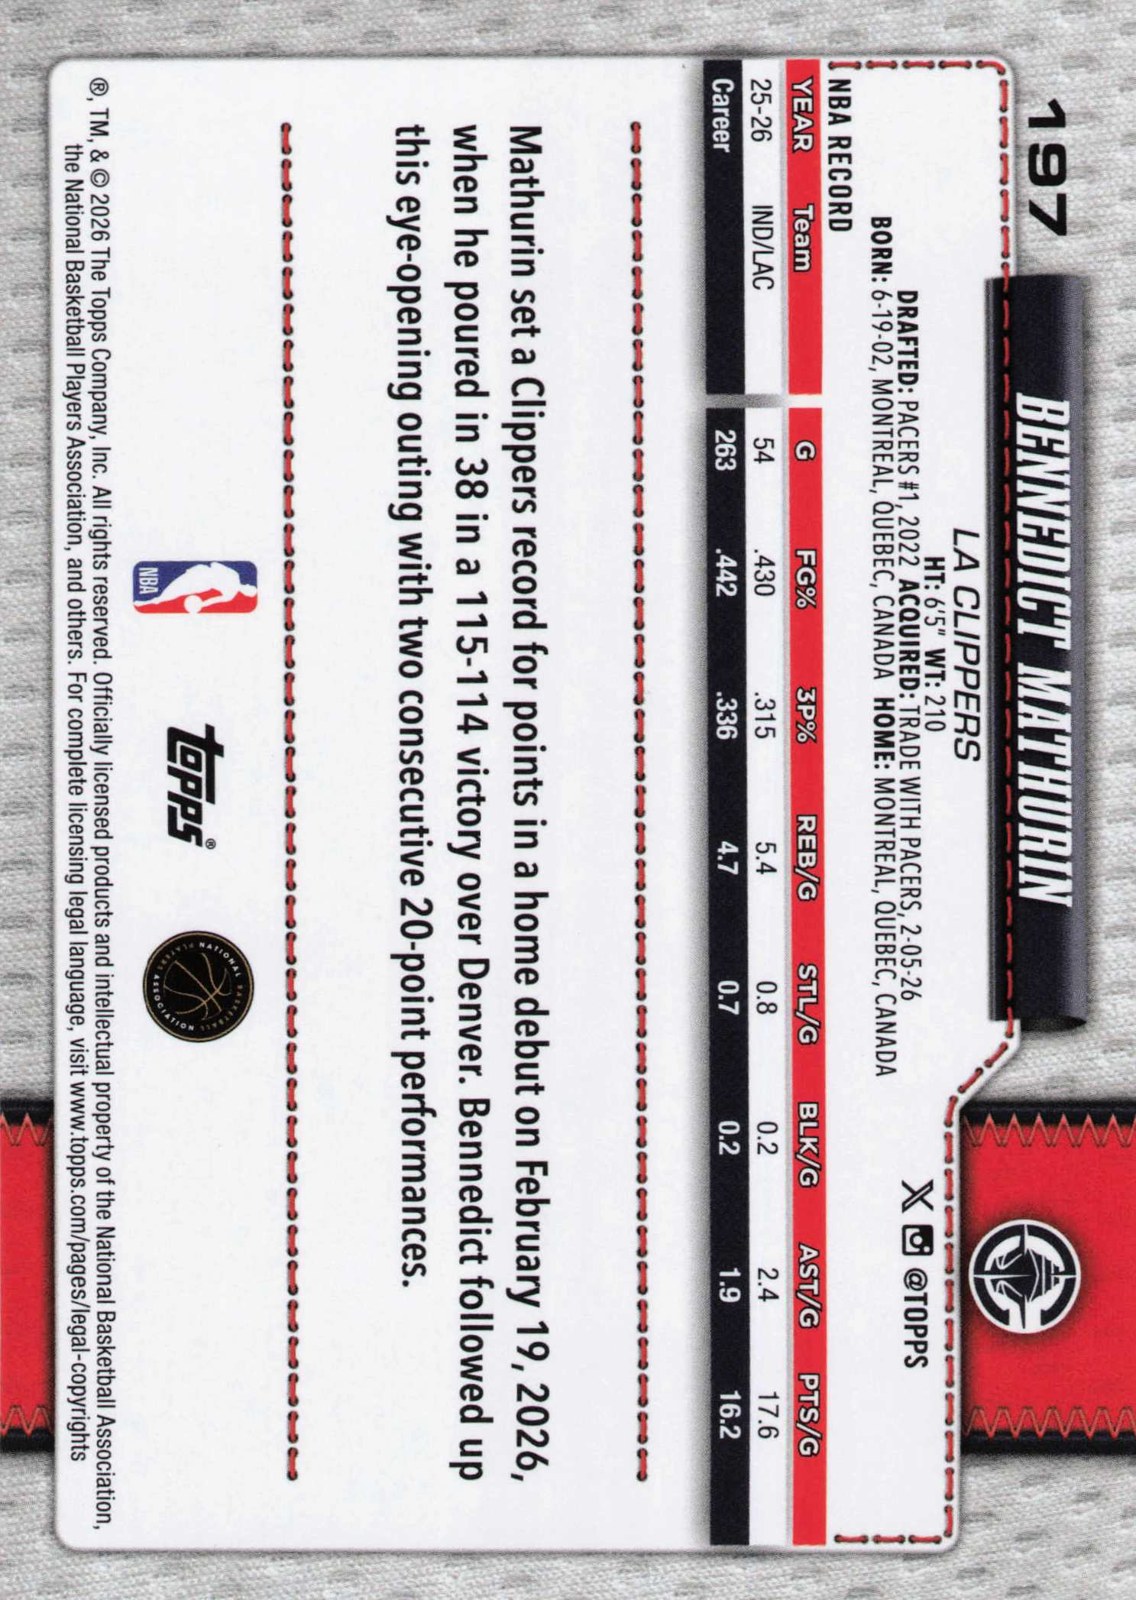 197
BENNEDICT MATHURIN
LA CLIPPERS
HT: 6'5" WT: 210
DRAFTED: PACERS #1, 2022 ACQUIRED: TRADE WITH PACERS, 2-05-26
BORN: 6-19-02, MONTREAL, QUEBEC, CANADA HOME: MONTREAL, QUEBEC, CANADA
@TOPPS
NBA RECORD
YEAR Team G FG% 3P% REB/G STL/G BLK/G AST/G PTS/G
25-26 IND/LAC 54 .430 .315 5.4 0.8 0.2 2.4 17.6
Career 263 .442 .336 4.7 0.7 0.2 1.9 16.2
Mathurin set a Clippers record for points in a home debut on February 19, 2026,
when he poured in 38 in a 115-114 victory over Denver. Bennedict followed up
this eye-opening outing with two consecutive 20-point performances.
NBA
topps®
NATIONAL BASKETBALL PLAYERS ASSOCIATION
®, TM, & © 2026 The Topps Company, Inc. All rights reserved. Officially licensed products and intellectual property of the National Basketball Association,
the National Basketball Players Association, and others. For complete licensing legal language, visit www.topps.com/pages/legal-copyrights